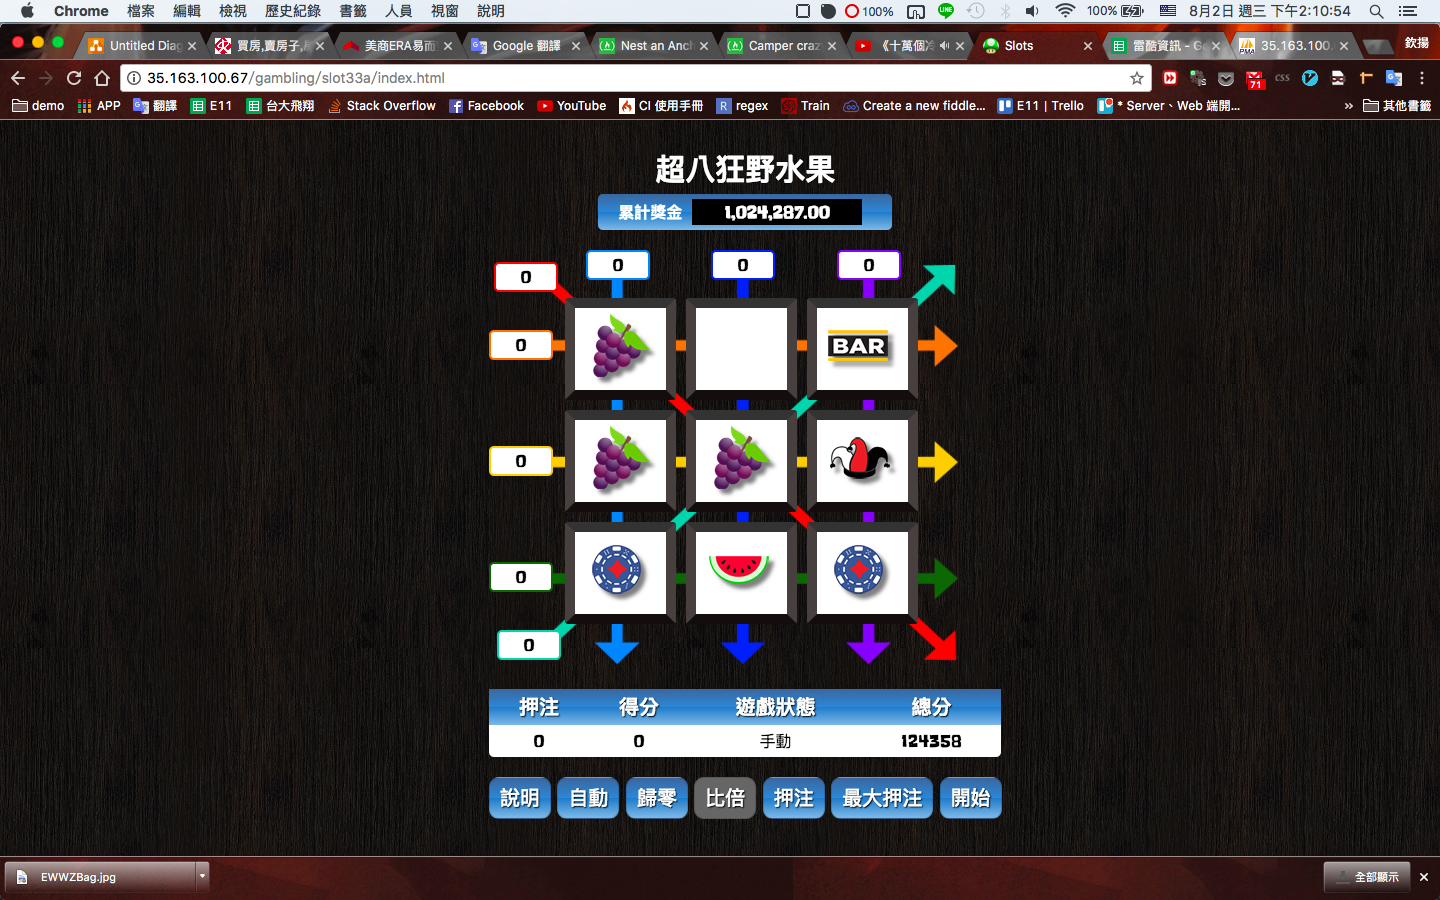 Chrome 檔案 編輯 檢視 歷史紀錄 書籤 人員 視窗 說明 100% LINE 100% 8月2日 週三 下午2:10:54
Untitled Diag 買房,賣房子,房 美商ERA易而 Google 翻譯 Nest an Anch Camper craz 《十萬個冷 Slots 雷酷資訊 - Go PMA 35.163.100. 欽揚
35.163.100.67/gambling/slot33a/index.html 71 CSS
demo APP 翻譯 E11 台大飛翔 Stack Overflow Facebook YouTube CI 使用手冊 R regex Train Create a new fiddle... E11 | Trello * Server、Web 端開... » 其他書籤
超八狂野水果
累計獎金 1,024,287.00
0 0 0 0
0 BAR
0
0
0
押注 得分 遊戲狀態 總分
0 0 手動 124358
說明 自動 歸零 比倍 押注 最大押注 開始
EWWZBag.jpg 全部顯示